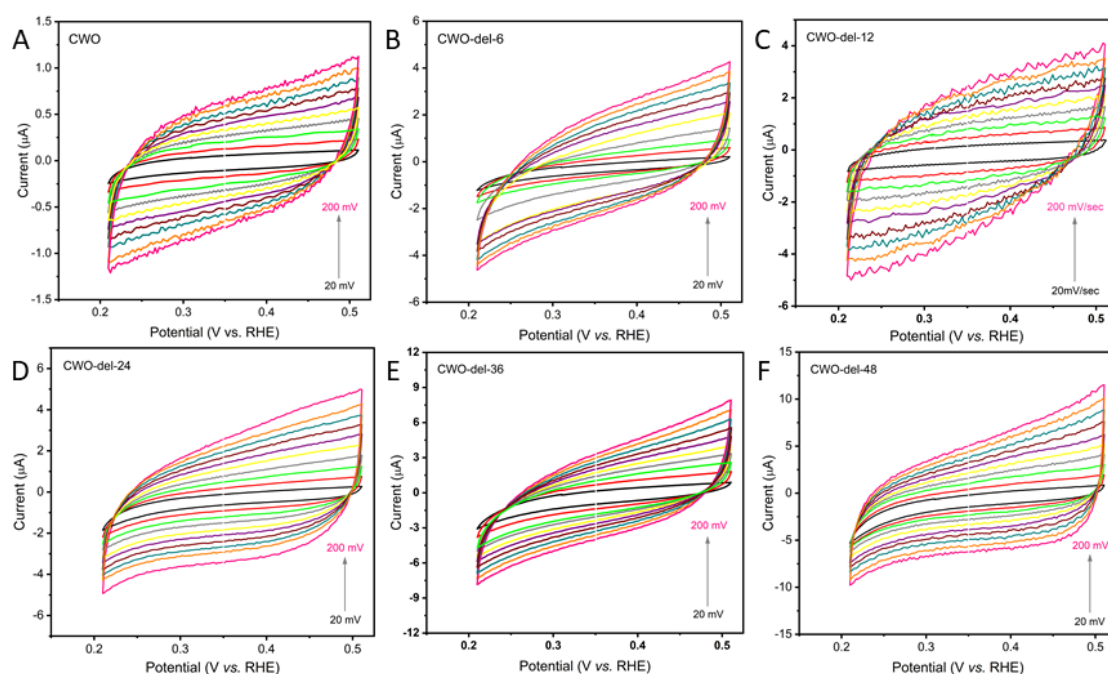 A
CWO
1.5
1.0
0.5
0.0
-0.5
-1.0
-1.5
Current (μA)
200 mV
20 mV
0.2 0.3 0.4 0.5
Potential (V vs. RHE)
B
CWO-del-6
6
4
2
0
-2
-4
-6
Current (μA)
200 mV
20 mV
0.2 0.3 0.4 0.5
Potential (V vs. RHE)
C
CWO-del-12
4
2
0
-2
-4
-6
Current (μA)
200 mV/sec
20mV/sec
0.2 0.3 0.4 0.5
Potential (V vs. RHE)
D
CWO-del-24
6
4
2
0
-2
-4
-6
Current (μA)
200 mV
20 mV
0.2 0.3 0.4 0.5
Potential (V vs. RHE)
E
CWO-del-36
12
9
6
3
0
-3
-6
-9
-12
Current (μA)
200 mV
20 mV
0.2 0.3 0.4 0.5
Potential (V vs. RHE)
F
CWO-del-48
15
10
5
0
-5
-10
-15
Current (μA)
200 mV
20 mV
0.2 0.3 0.4 0.5
Potential (V vs. RHE)